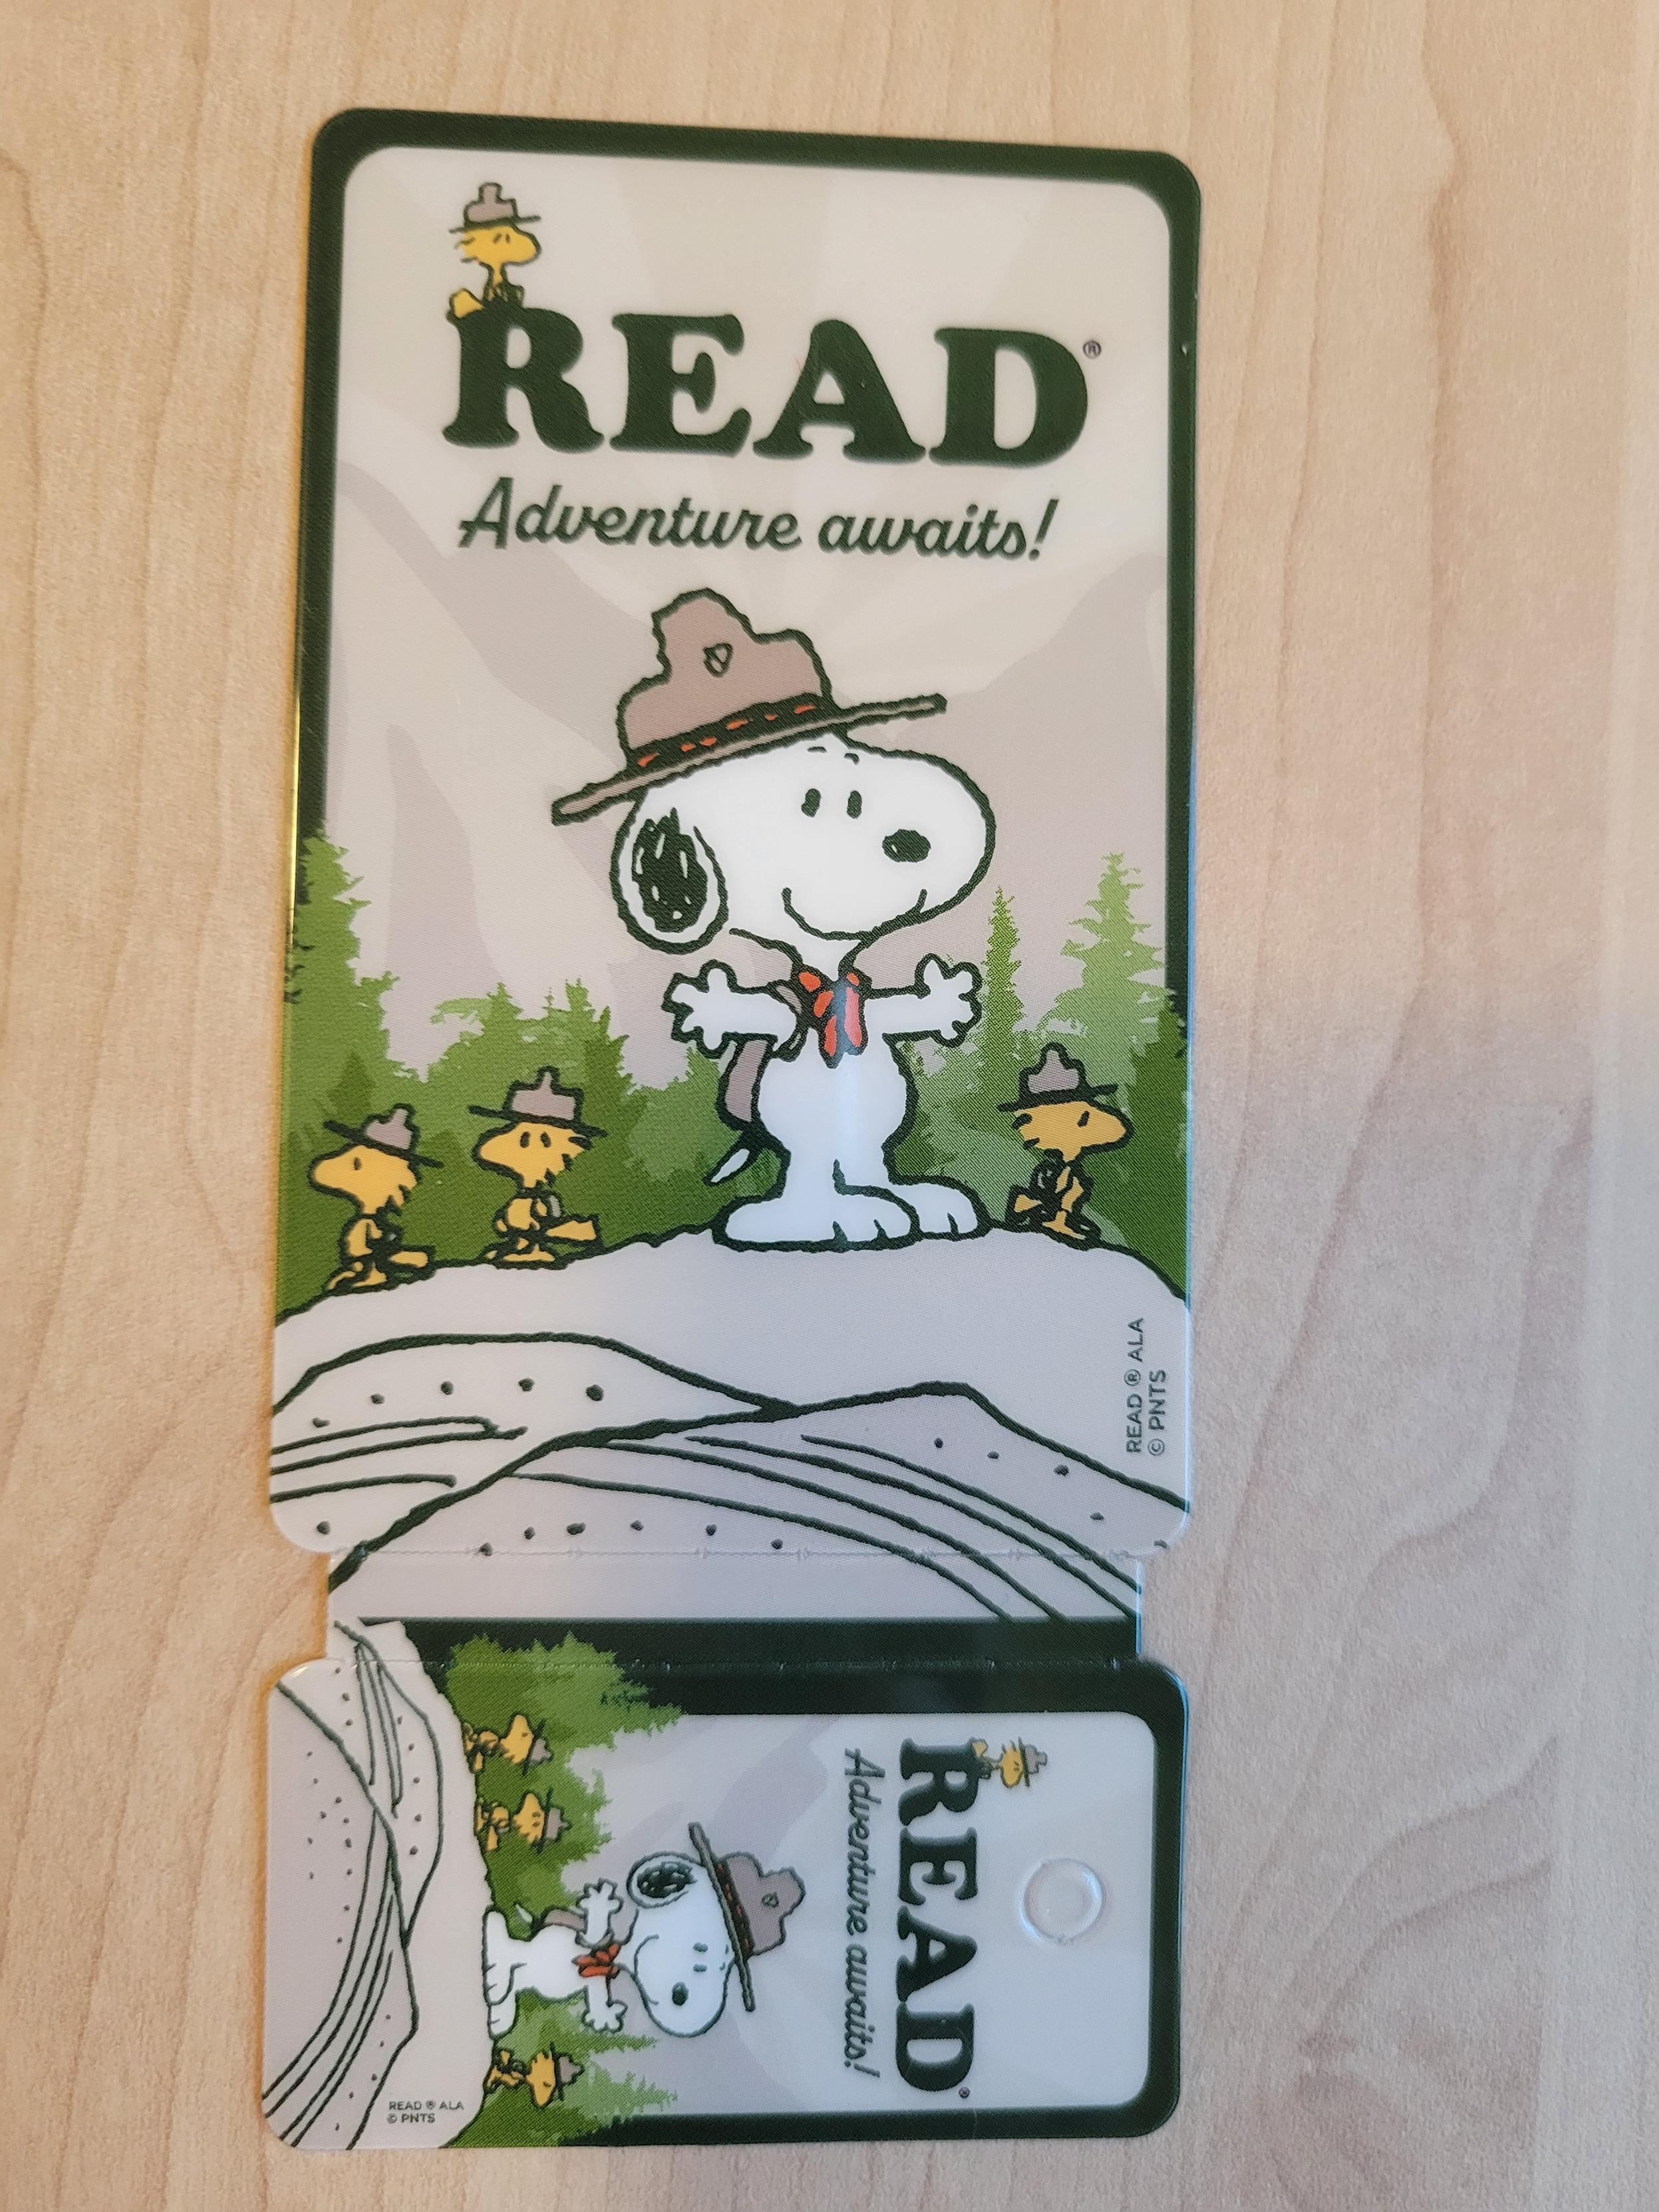 READ®
Adventure awaits!
READ ® ALA
© PNTS
READ®
Adventure awaits!
READ ® ALA
© PNTS